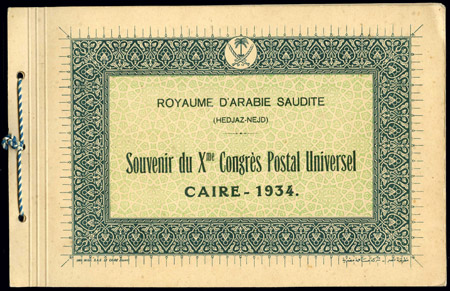 ROYAUME D'ARABIE SAUDITE
(HEDJAZ-NEJD)
Souvenir du Xme Congrès Postal Universel
CAIRE - 1934.